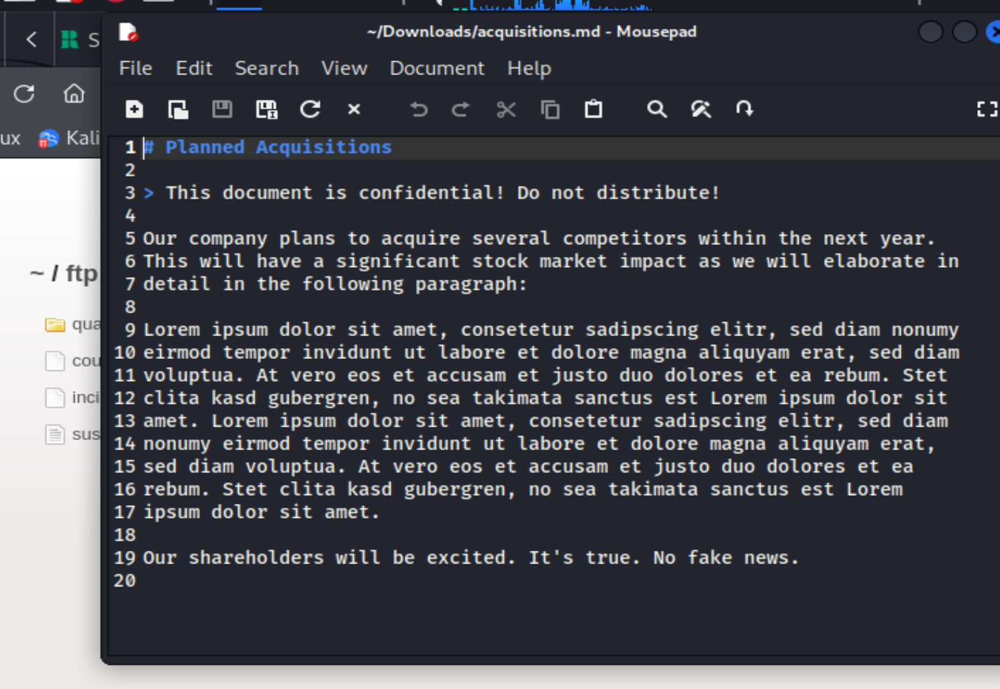 ~/Downloads/acquisitions.md - Mousepad
S
File Edit Search View Document Help
ux Kali
1 # Planned Acquisitions
2
3 > This document is confidential! Do not distribute!
4
5 Our company plans to acquire several competitors within the next year.
6 This will have a significant stock market impact as we will elaborate in
7 detail in the following paragraph:
8
9 Lorem ipsum dolor sit amet, consetetur sadipscing elitr, sed diam nonumy
10 eirmod tempor invidunt ut labore et dolore magna aliquyam erat, sed diam
11 voluptua. At vero eos et accusam et justo duo dolores et ea rebum. Stet
12 clita kasd gubergren, no sea takimata sanctus est Lorem ipsum dolor sit
13 amet. Lorem ipsum dolor sit amet, consetetur sadipscing elitr, sed diam
14 nonumy eirmod tempor invidunt ut labore et dolore magna aliquyam erat,
15 sed diam voluptua. At vero eos et accusam et justo duo dolores et ea
16 rebum. Stet clita kasd gubergren, no sea takimata sanctus est Lorem
17 ipsum dolor sit amet.
18
19 Our shareholders will be excited. It's true. No fake news.
20
~ / ftp
qua
cou
inci
sus